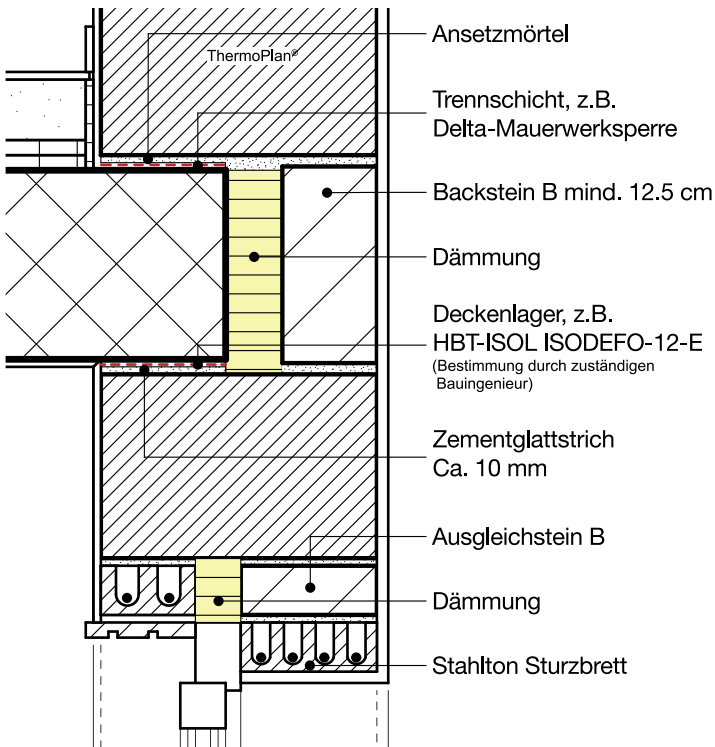 Ansetzmörtel
ThermoPlan®
Trennschicht, z.B.
Delta-Mauerwerksperre
Backstein B mind. 12.5 cm
Dämmung
Deckenlager, z.B.
HBT-ISOL ISODEFO-12-E
(Bestimmung durch zuständigen
Bauingenieur)
Zementglattstrich
Ca. 10 mm
Ausgleichstein B
Dämmung
Stahlton Sturzbrett